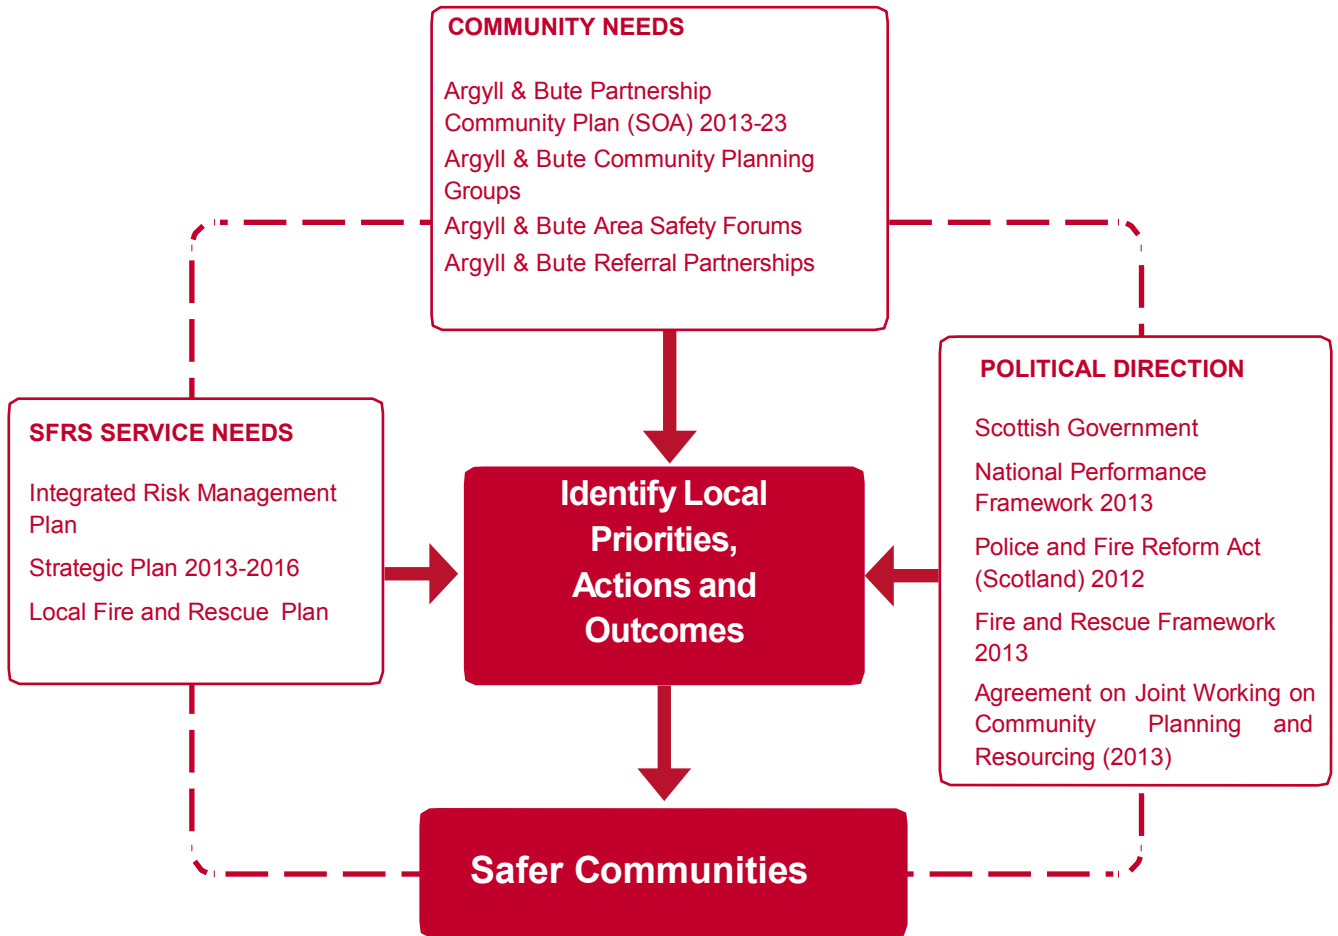 COMMUNITY NEEDS
Argyll & Bute Partnership
Community Plan (SOA) 2013-23
Argyll & Bute Community Planning
Groups
Argyll & Bute Area Safety Forums
Argyll & Bute Referral Partnerships
SFRS SERVICE NEEDS
Integrated Risk Management
Plan
Strategic Plan 2013-2016
Local Fire and Rescue Plan
Identify Local
Priorities,
Actions and
Outcomes
POLITICAL DIRECTION
Scottish Government
National Performance
Framework 2013
Police and Fire Reform Act
(Scotland) 2012
Fire and Rescue Framework
2013
Agreement on Joint Working on
Community Planning and
Resourcing (2013)
Safer Communities